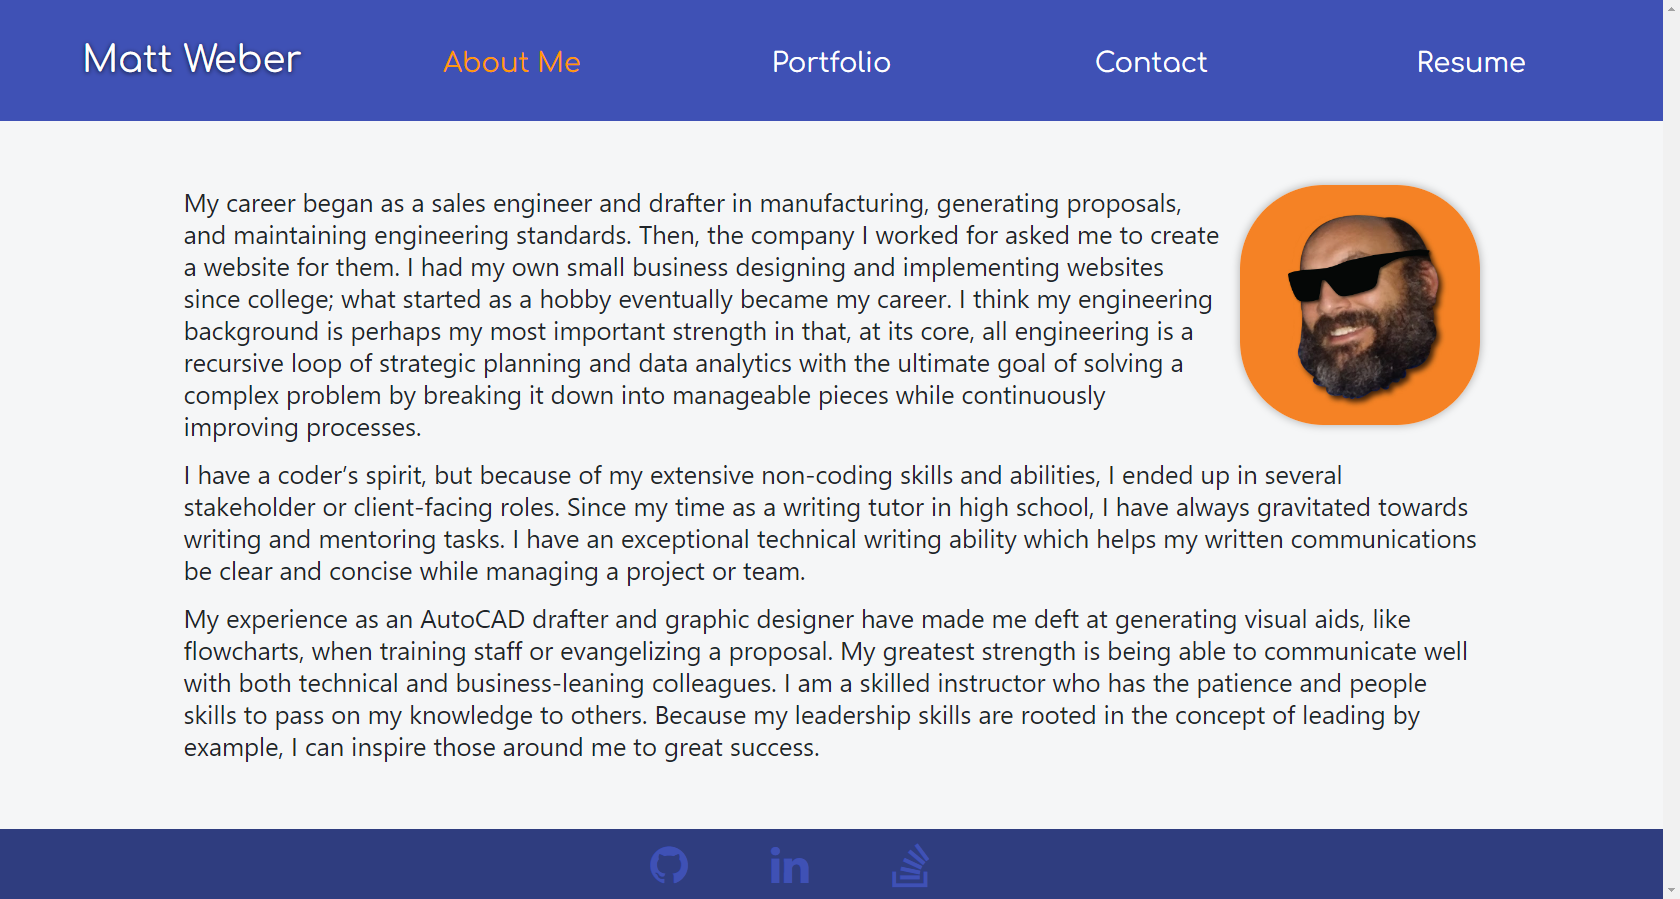 Matt Weber
About Me
Portfolio
Contact
Resume
My career began as a sales engineer and drafter in manufacturing, generating proposals,
and maintaining engineering standards. Then, the company I worked for asked me to create
a website for them. I had my own small business designing and implementing websites
since college; what started as a hobby eventually became my career. I think my engineering
background is perhaps my most important strength in that, at its core, all engineering is a
recursive loop of strategic planning and data analytics with the ultimate goal of solving a
complex problem by breaking it down into manageable pieces while continuously
improving processes.
I have a coder’s spirit, but because of my extensive non-coding skills and abilities, I ended up in several
stakeholder or client-facing roles. Since my time as a writing tutor in high school, I have always gravitated towards
writing and mentoring tasks. I have an exceptional technical writing ability which helps my written communications
be clear and concise while managing a project or team.
My experience as an AutoCAD drafter and graphic designer have made me deft at generating visual aids, like
flowcharts, when training staff or evangelizing a proposal. My greatest strength is being able to communicate well
with both technical and business-leaning colleagues. I am a skilled instructor who has the patience and people
skills to pass on my knowledge to others. Because my leadership skills are rooted in the concept of leading by
example, I can inspire those around me to great success.
in